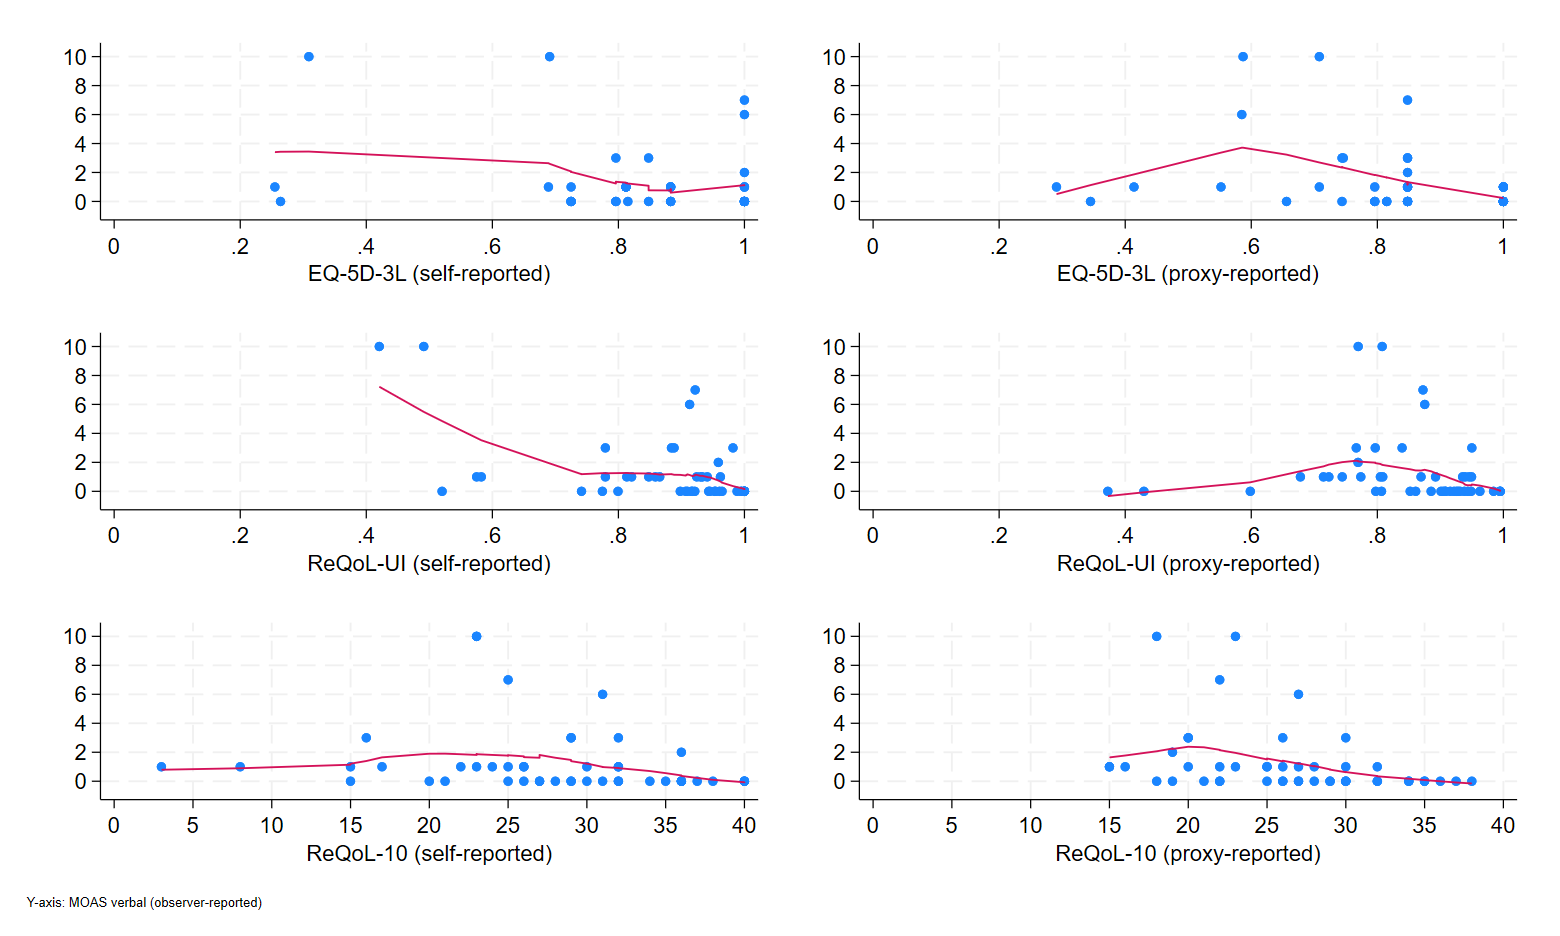 10
8
6
4
2
0
0 .2 .4 .6 .8 1
EQ-5D-3L (self-reported)
10
8
6
4
2
0
0 .2 .4 .6 .8 1
EQ-5D-3L (proxy-reported)
10
8
6
4
2
0
0 .2 .4 .6 .8 1
ReQoL-UI (self-reported)
10
8
6
4
2
0
0 .2 .4 .6 .8 1
ReQoL-UI (proxy-reported)
10
8
6
4
2
0
0 5 10 15 20 25 30 35 40
ReQoL-10 (self-reported)
10
8
6
4
2
0
0 5 10 15 20 25 30 35 40
ReQoL-10 (proxy-reported)
Y-axis: MOAS verbal (observer-reported)